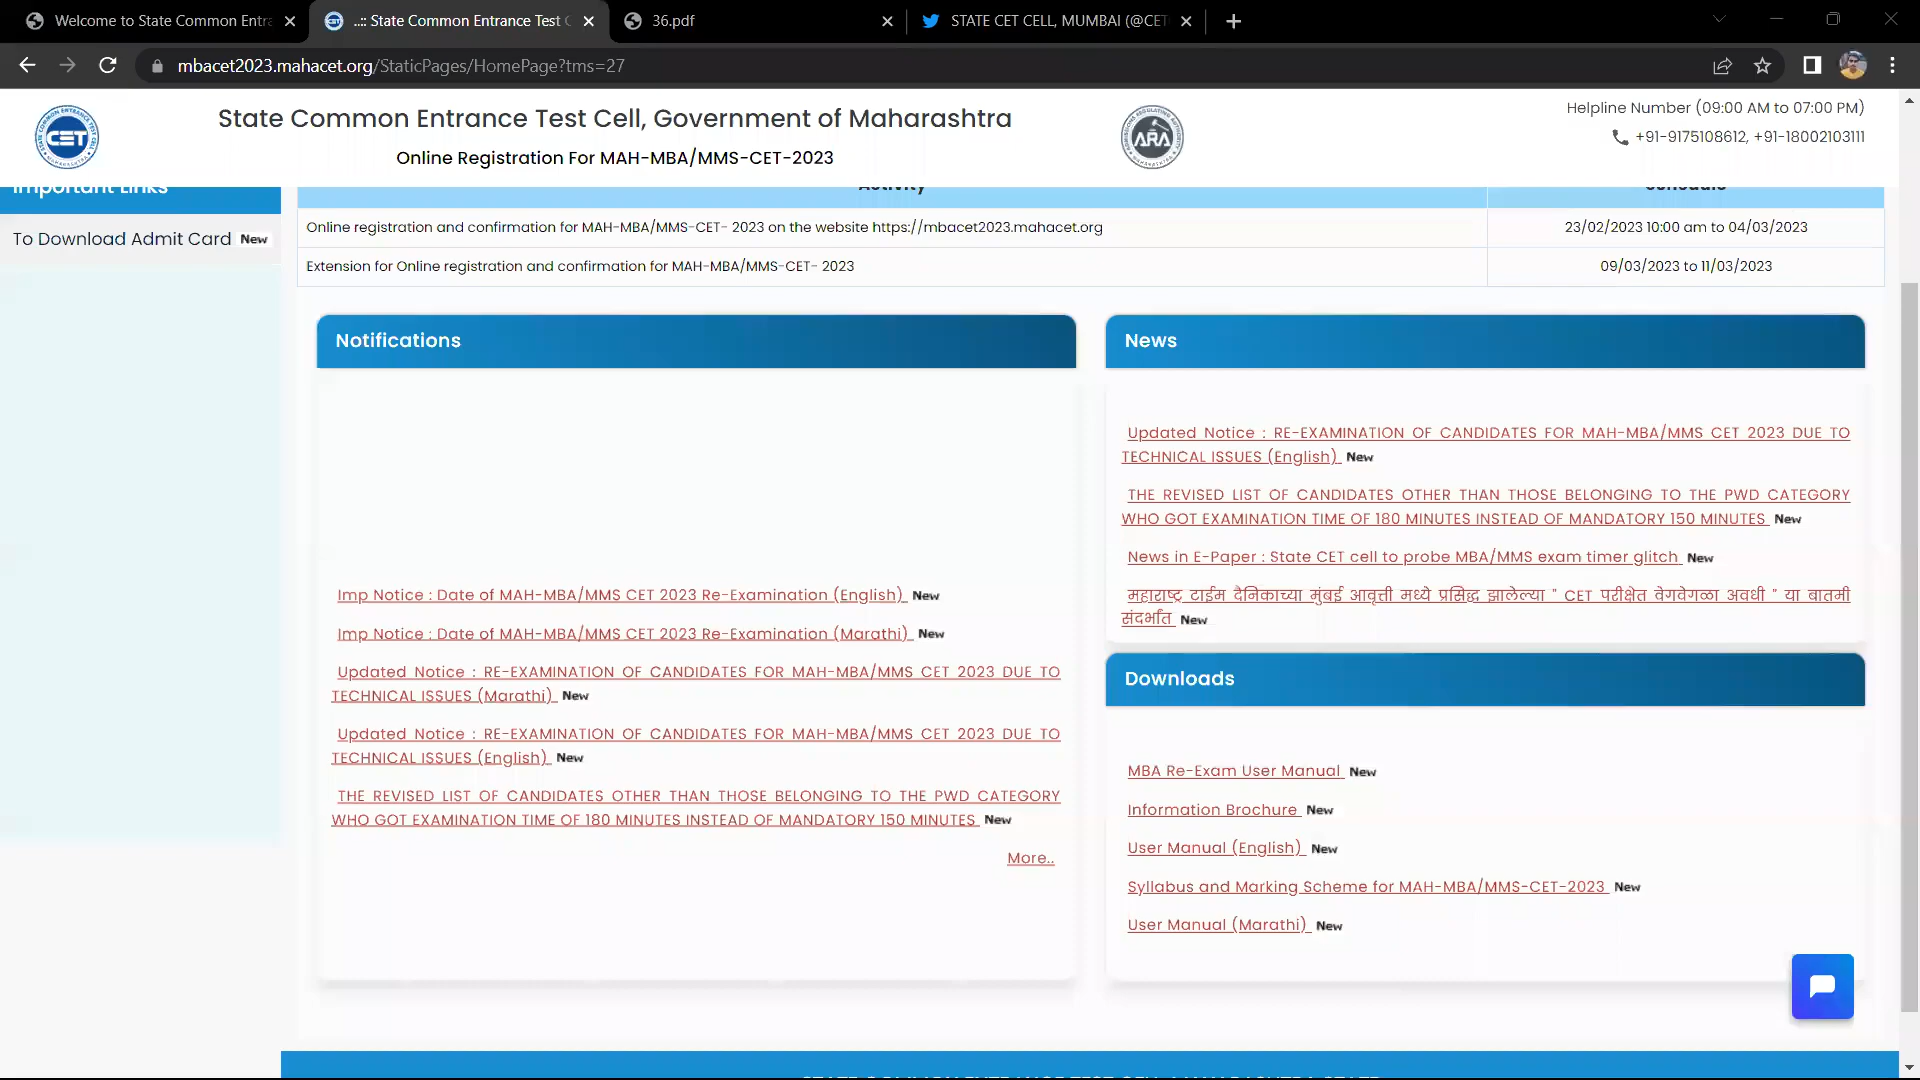 Welcome to State Common Entra
..:: State Common Entrance Test C
36.pdf
STATE CET CELL, MUMBAI (@CET
mbacet2023.mahacet.org/StaticPages/HomePage?tms=27
State Common Entrance Test Cell, Government of Maharashtra
Online Registration For MAH-MBA/MMS-CET-2023
CET
ARA
Helpline Number (09:00 AM to 07:00 PM)
+91-9175108612, +91-18002103111
Important Links
To Download Admit Card New
Activity
Schedule
Online registration and confirmation for MAH-MBA/MMS-CET- 2023 on the website https://mbacet2023.mahacet.org
23/02/2023 10:00 am to 04/03/2023
Extension for Online registration and confirmation for MAH-MBA/MMS-CET- 2023
09/03/2023 to 11/03/2023
Notifications
Imp Notice : Date of MAH-MBA/MMS CET 2023 Re-Examination (English) New
Imp Notice : Date of MAH-MBA/MMS CET 2023 Re-Examination (Marathi) New
Updated Notice : RE-EXAMINATION OF CANDIDATES FOR MAH-MBA/MMS CET 2023 DUE TO
TECHNICAL ISSUES (Marathi) New
Updated Notice : RE-EXAMINATION OF CANDIDATES FOR MAH-MBA/MMS CET 2023 DUE TO
TECHNICAL ISSUES (English) New
THE REVISED LIST OF CANDIDATES OTHER THAN THOSE BELONGING TO THE PWD CATEGORY
WHO GOT EXAMINATION TIME OF 180 MINUTES INSTEAD OF MANDATORY 150 MINUTES New
More..
News
Updated Notice : RE-EXAMINATION OF CANDIDATES FOR MAH-MBA/MMS CET 2023 DUE TO
TECHNICAL ISSUES (English) New
THE REVISED LIST OF CANDIDATES OTHER THAN THOSE BELONGING TO THE PWD CATEGORY
WHO GOT EXAMINATION TIME OF 180 MINUTES INSTEAD OF MANDATORY 150 MINUTES New
News in E-Paper : State CET cell to probe MBA/MMS exam timer glitch New
महाराष्ट्र टाईम दैनिकाच्या मुंबई आवृत्ती मध्ये प्रसिद्ध झालेल्या " CET परीक्षेत वेगवेगळा अवधी " या बातमी
संदर्भात New
Downloads
MBA Re-Exam User Manual New
Information Brochure New
User Manual (English) New
Syllabus and Marking Scheme for MAH-MBA/MMS-CET-2023 New
User Manual (Marathi) New